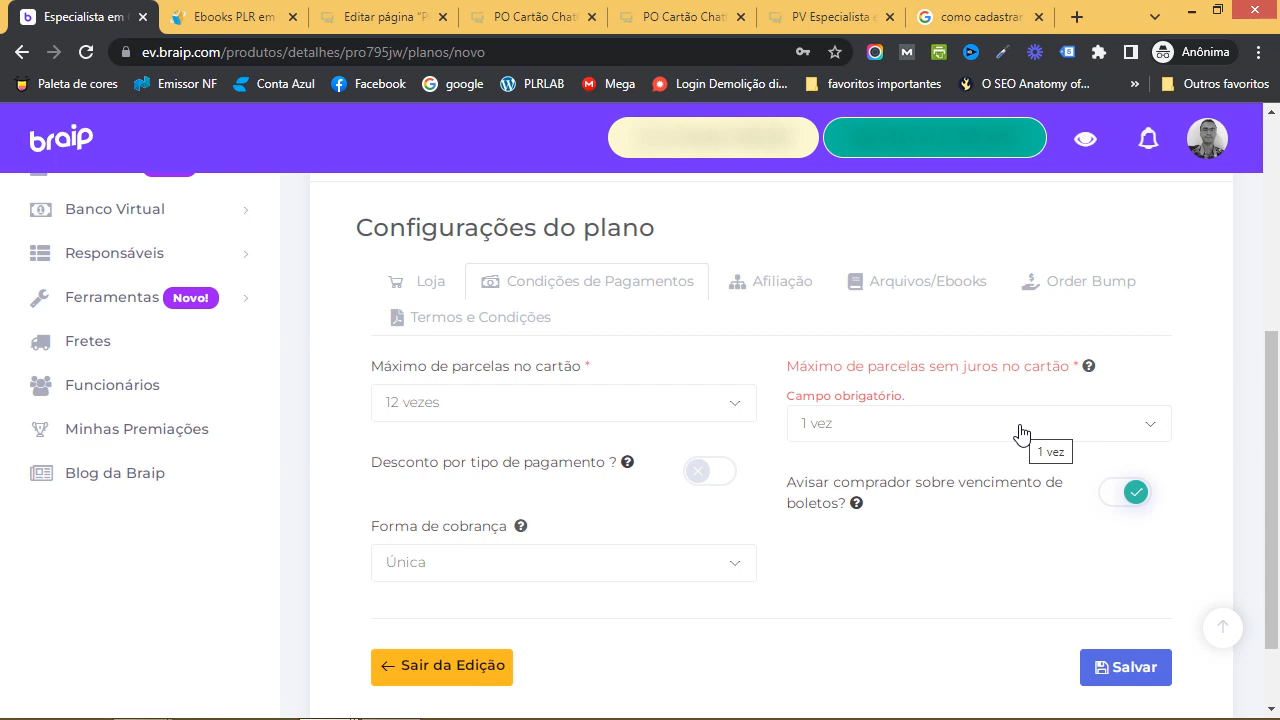 Especialista em
Ebooks PLR em
Editar página "P
PO Cartão Chat
PO Cartão Chat
PV Especialista e
como cadastrar
ev.braip.com/produtos/detalhes/pro795jw/planos/novo
Anônima
Paleta de cores
Emissor NF
Conta Azul
Facebook
google
PLRLAB
Mega
Login Demolição di...
favoritos importantes
O SEO Anatomy of...
»
Outros favoritos
braip
Banco Virtual
Responsáveis
Ferramentas Novo!
Fretes
Funcionários
Minhas Premiações
Blog da Braip
Configurações do plano
Loja
Condições de Pagamentos
Afiliação
Arquivos/Ebooks
Order Bump
Termos e Condições
Máximo de parcelas no cartão *
12 vezes
Máximo de parcelas sem juros no cartão *
Campo obrigatório.
1 vez
1 vez
Desconto por tipo de pagamento ?
Avisar comprador sobre vencimento de
boletos?
Forma de cobrança
Única
Sair da Edição
Salvar